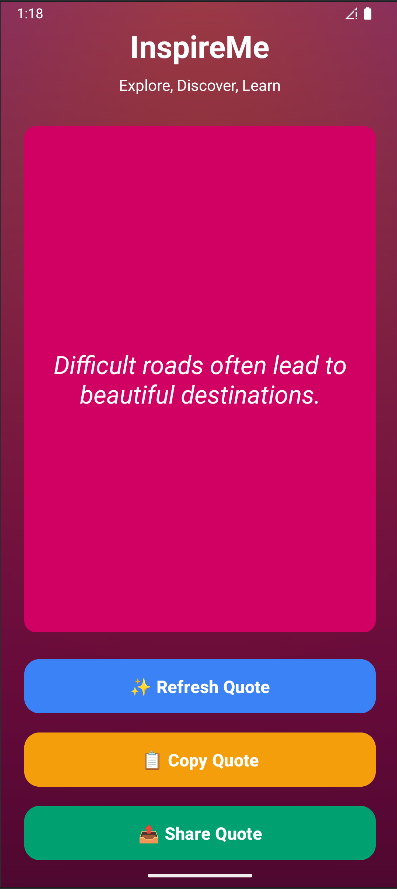 1:18
InspireMe
Explore, Discover, Learn
Difficult roads often lead to
beautiful destinations.
✨ Refresh Quote
📋 Copy Quote
📤 Share Quote